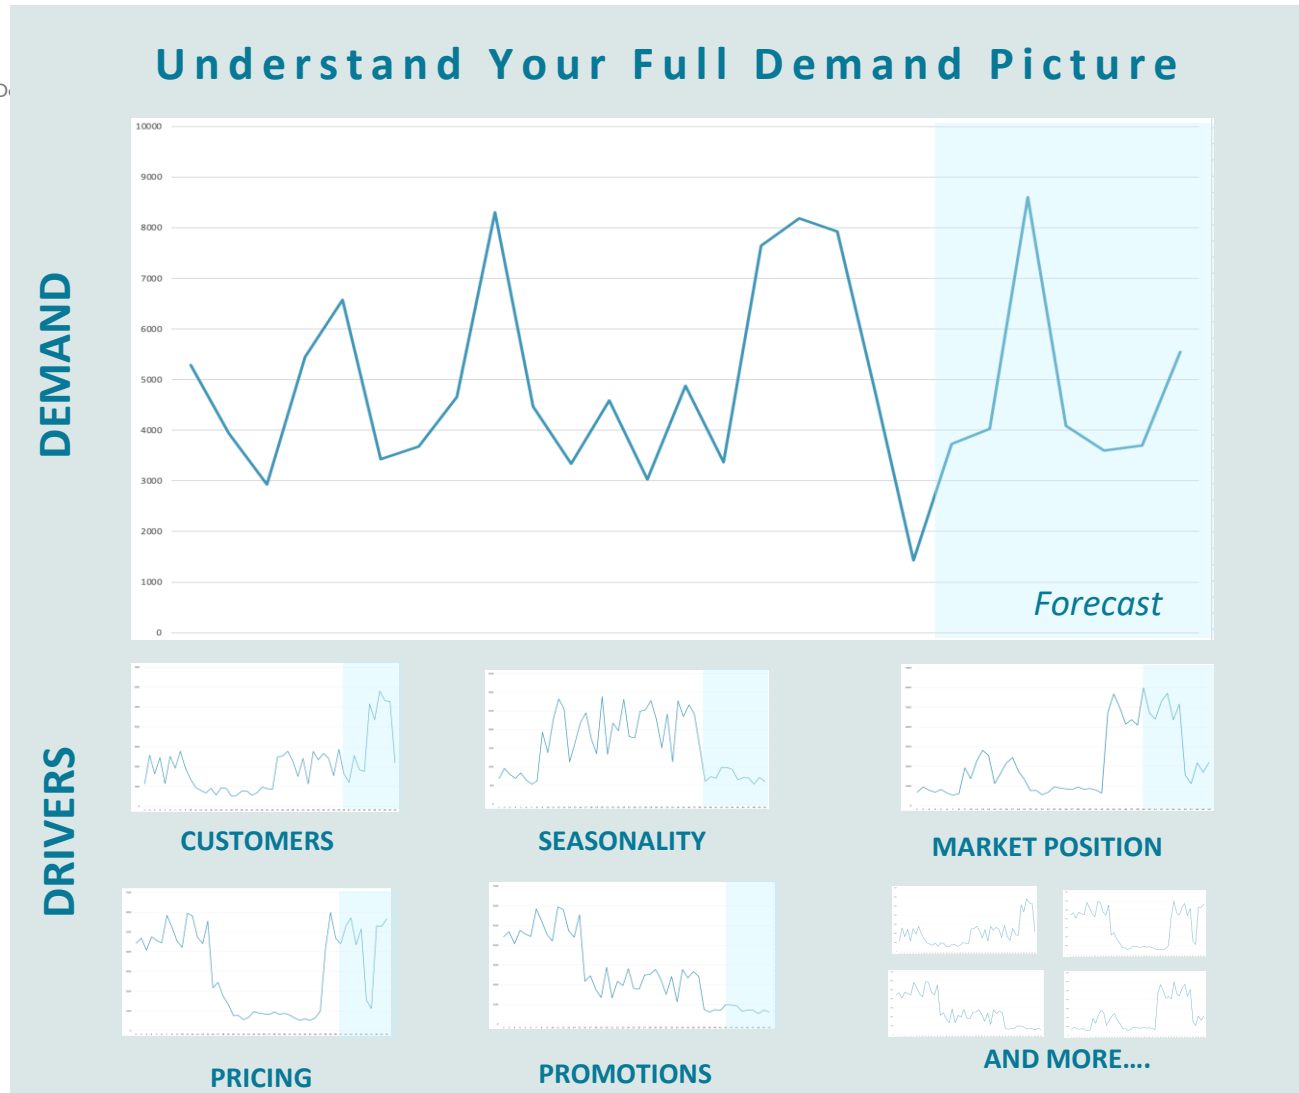 Understand Your Full Demand Picture
DEMAND
10000
9000
8000
7000
6000
5000
4000
3000
2000
1000
0
Forecast
DRIVERS
CUSTOMERS
SEASONALITY
MARKET POSITION
PRICING
PROMOTIONS
AND MORE....